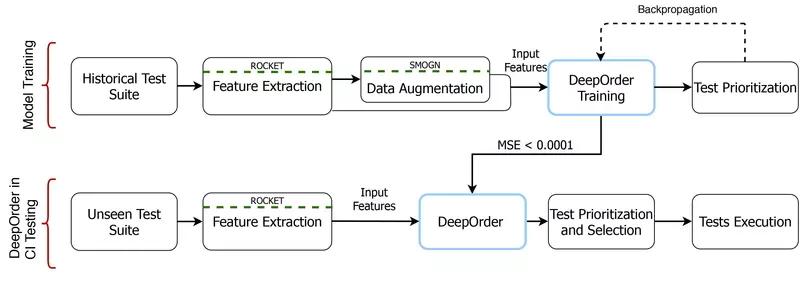 Backpropagation
Model Training
Historical Test
Suite
ROCKET
Feature Extraction
SMOGN
Data Augmentation
Input
Features
DeepOrder
Training
Test Prioritization
MSE < 0.0001
DeepOrder in
CI Testing
Unseen Test
Suite
ROCKET
Feature Extraction
Input
Features
DeepOrder
Test Prioritization
and Selection
Tests Execution